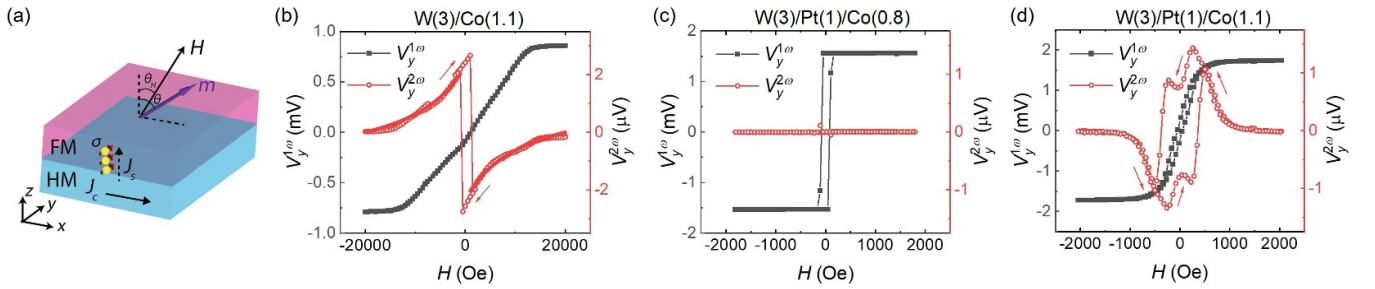 (a)
H
θ_H
m
θ
FM
σ
HM
J_s
J_c
z
y
x
(b)
W(3)/Co(1.1)
V_y^{1ω}
V_y^{2ω}
1.0
0.5
0.0
-0.5
-1.0
V_y^{1ω} (mV)
2
0
-2
V_y^{2ω} (μV)
-20000 0 20000
H (Oe)
(c)
W(3)/Pt(1)/Co(0.8)
V_y^{1ω}
V_y^{2ω}
2
1
0
-1
-2
V_y^{1ω} (mV)
1
0
-1
V_y^{2ω} (μV)
-2000 -1000 0 1000 2000
H (Oe)
(d)
W(3)/Pt(1)/Co(1.1)
V_y^{1ω}
V_y^{2ω}
2
1
0
-1
-2
V_y^{1ω} (mV)
1
0
-1
V_y^{2ω} (μV)
-2000 -1000 0 1000 2000
H (Oe)